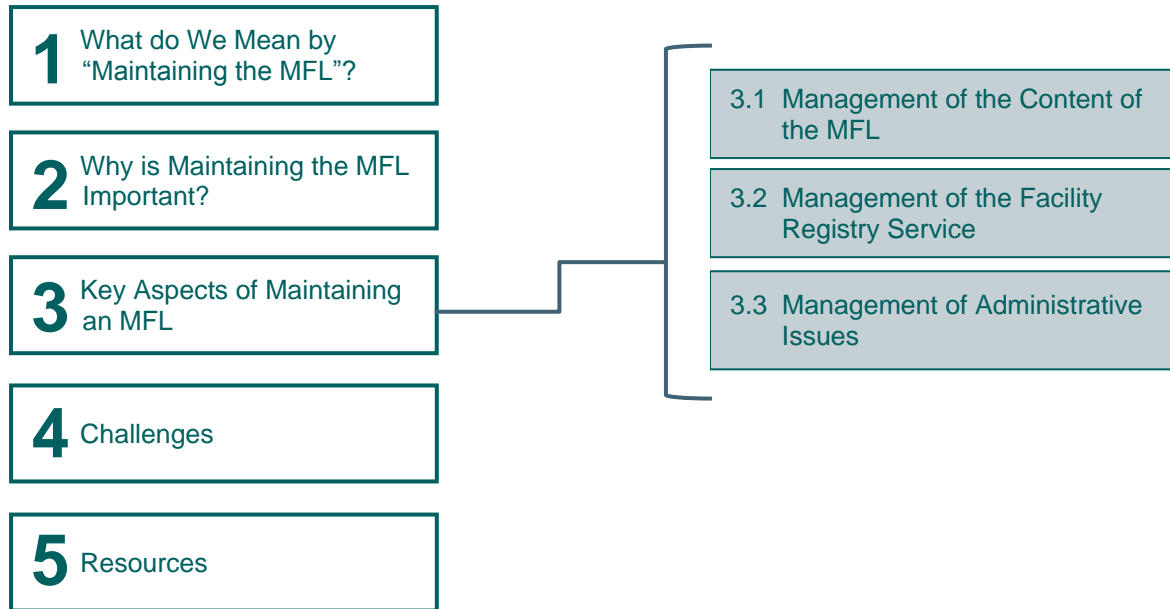 1 What do We Mean by
“Maintaining the MFL”?
2 Why is Maintaining the MFL
Important?
3 Key Aspects of Maintaining
an MFL
4 Challenges
5 Resources
3.1 Management of the Content of
the MFL
3.2 Management of the Facility
Registry Service
3.3 Management of Administrative
Issues